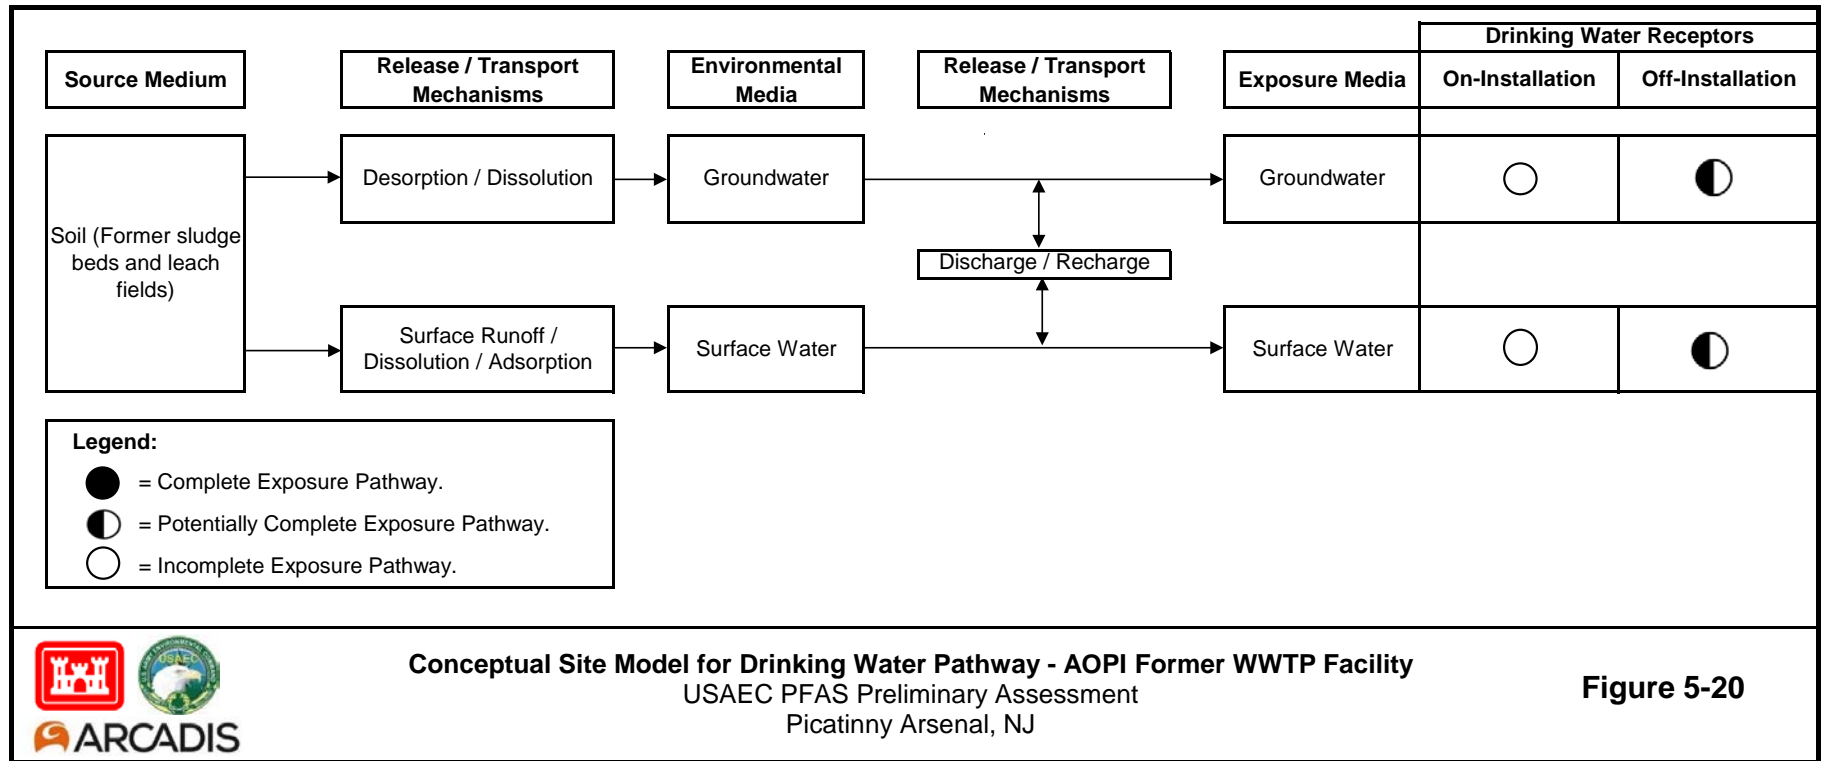 Drinking Water Receptors
Source Medium
Release / Transport
Mechanisms
Environmental
Media
Release / Transport
Mechanisms
Exposure Media
On-Installation
Off-Installation
Soil (Former sludge
beds and leach
fields)
Desorption / Dissolution
Groundwater
Groundwater
Discharge / Recharge
Surface Runoff /
Dissolution / Adsorption
Surface Water
Surface Water
Legend:
= Complete Exposure Pathway.
= Potentially Complete Exposure Pathway.
= Incomplete Exposure Pathway.
USAEC
ARCADIS
Conceptual Site Model for Drinking Water Pathway - AOPI Former WWTP Facility
USAEC PFAS Preliminary Assessment
Picatinny Arsenal, NJ
Figure 5-20